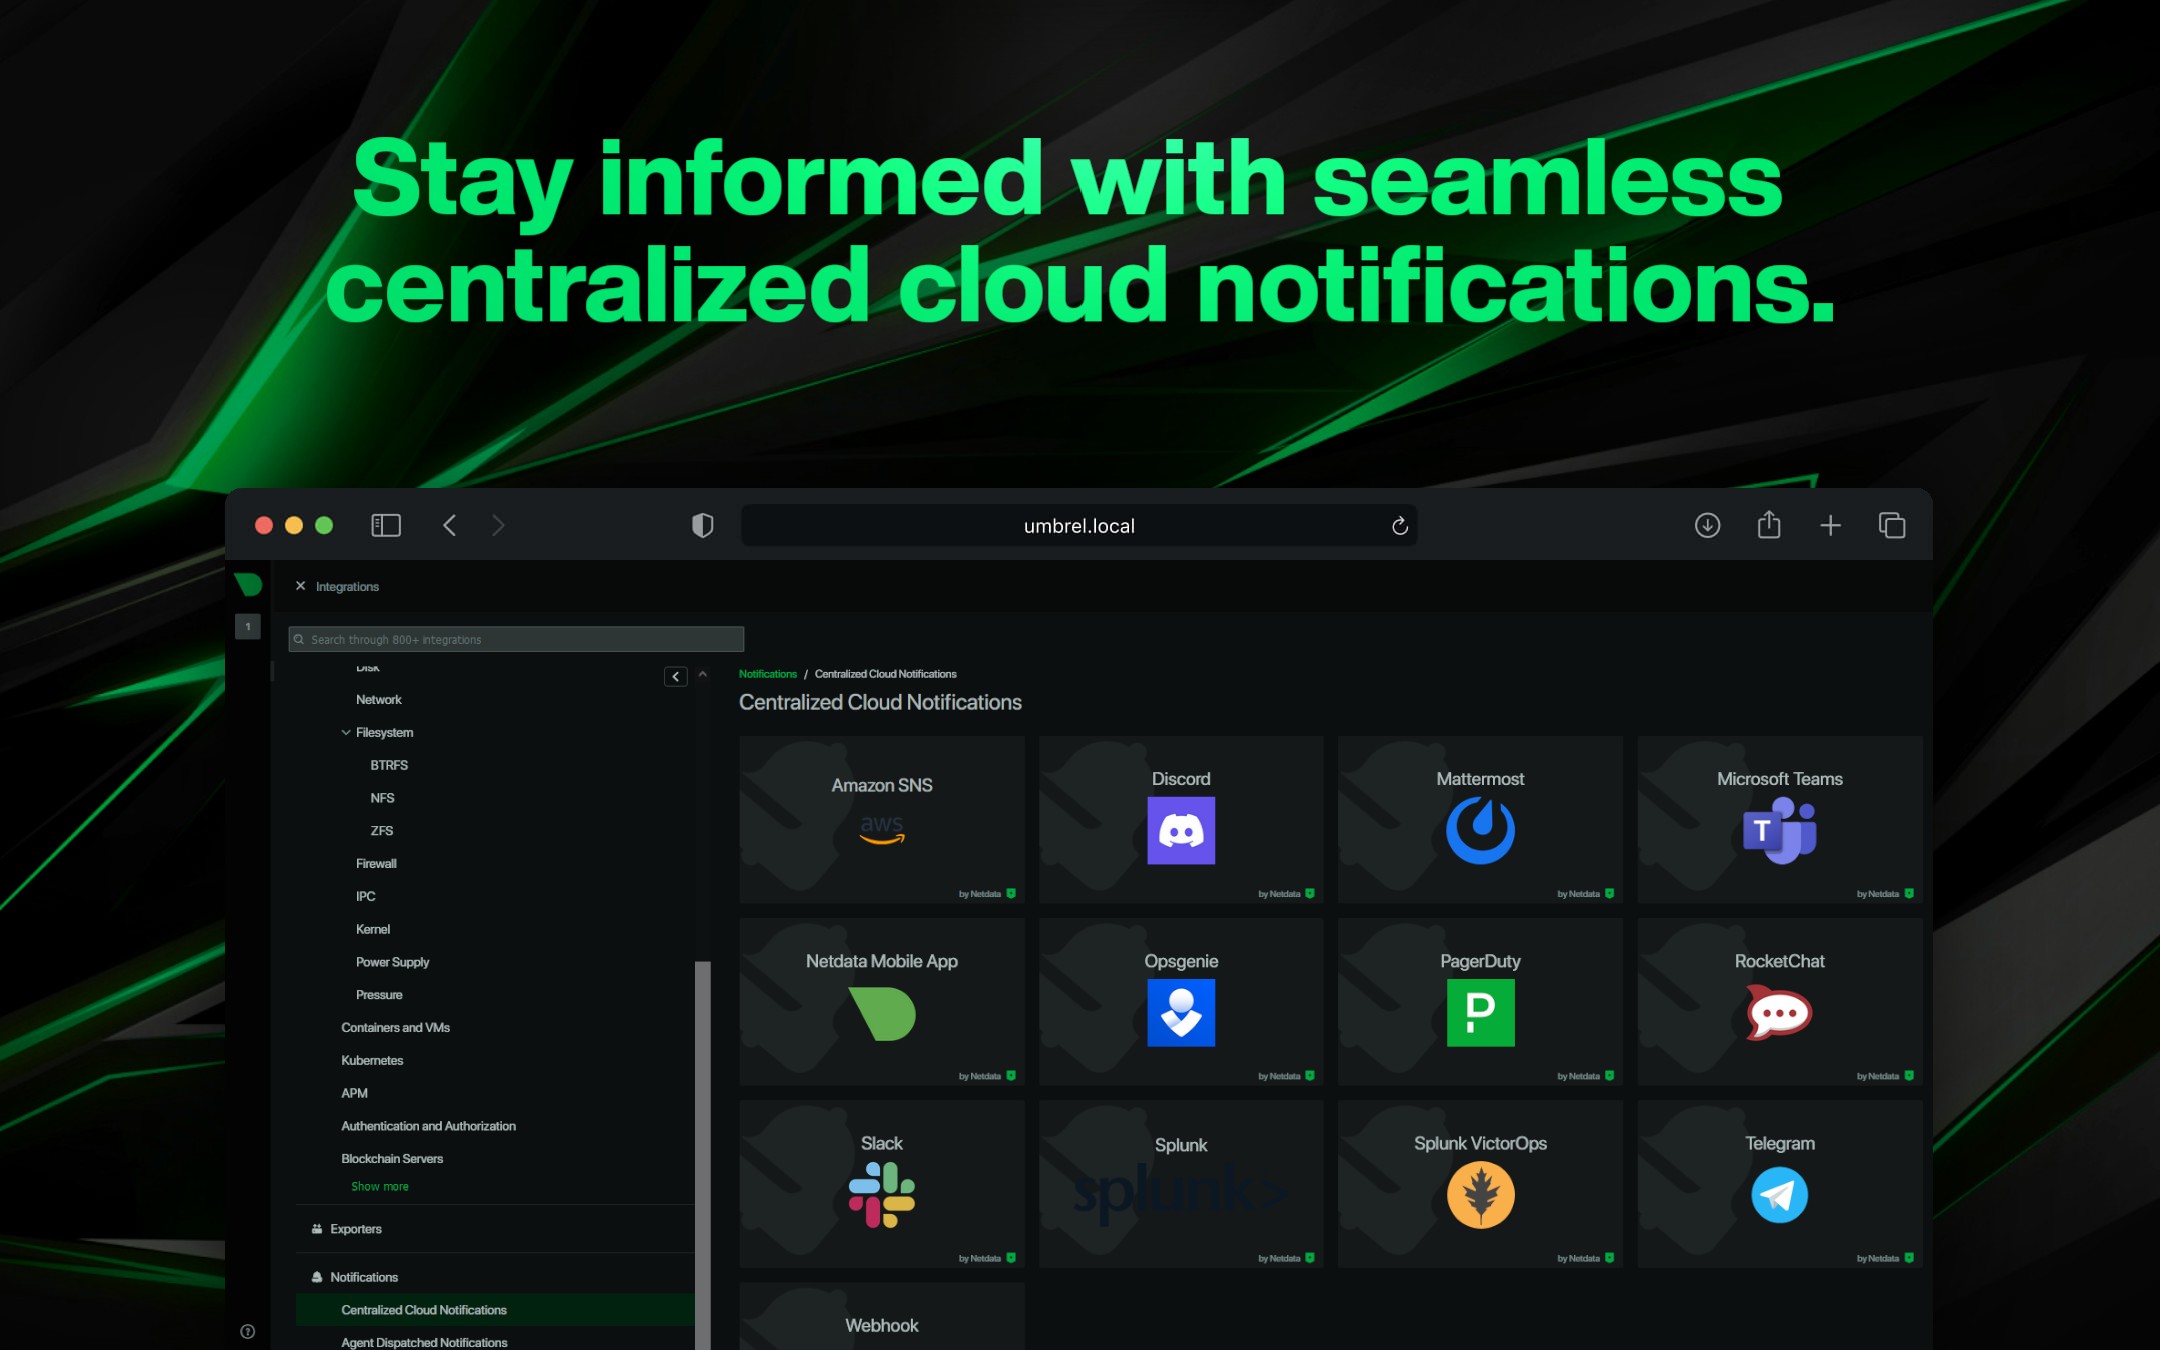 Stay informed with seamless
centralized cloud notifications.
umbrel.local
Integrations
1
Search through 800+ integrations
Disk
Network
Filesystem
BTRFS
NFS
ZFS
Firewall
IPC
Kernel
Power Supply
Pressure
Containers and VMs
Kubernetes
APM
Authentication and Authorization
Blockchain Servers
Show more
Exporters
Notifications
Centralized Cloud Notifications
Agent Dispatched Notifications
Notifications / Centralized Cloud Notifications
Centralized Cloud Notifications
Amazon SNS
aws
by Netdata
Discord
by Netdata
Mattermost
by Netdata
Microsoft Teams
T
by Netdata
Netdata Mobile App
by Netdata
Opsgenie
by Netdata
PagerDuty
P
by Netdata
RocketChat
by Netdata
Slack
by Netdata
Splunk
splunk>
by Netdata
Splunk VictorOps
by Netdata
Telegram
by Netdata
Webhook